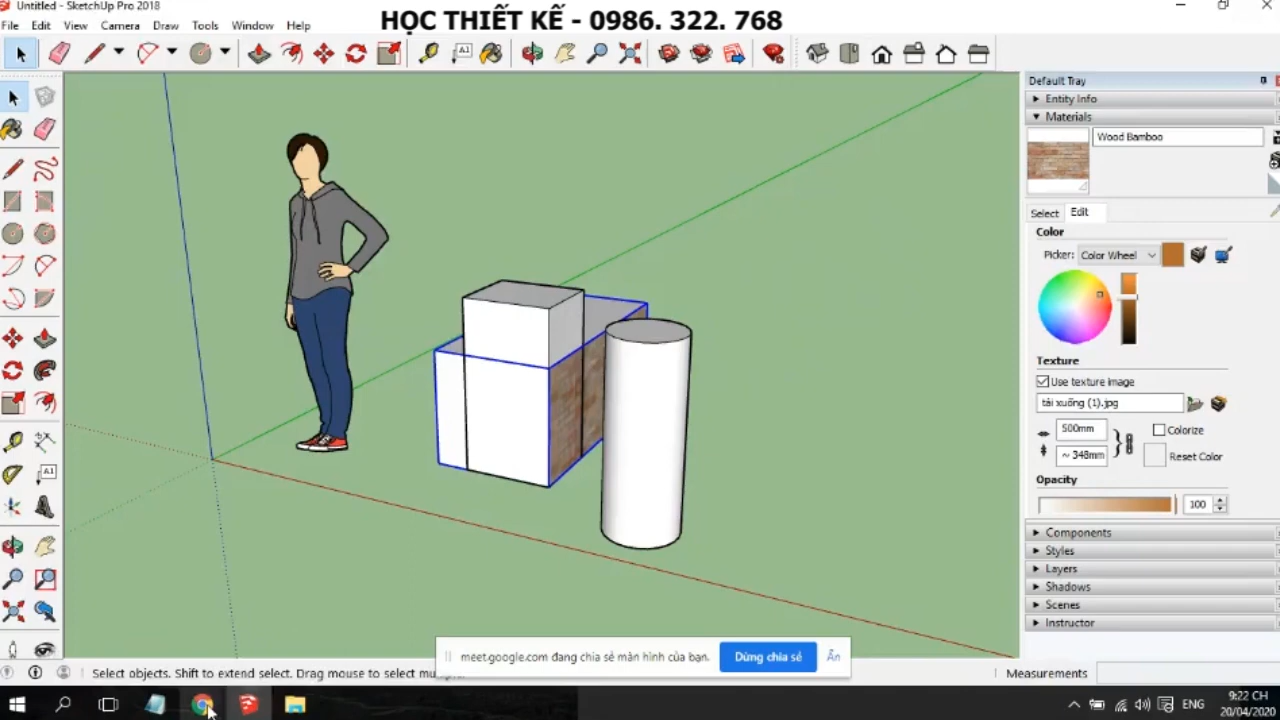 Untitled - SketchUp Pro 2018
HỌC THIẾT KẾ - 0986. 322. 768
File Edit View Camera Draw Tools Window Help
A1
Default Tray
Entity Info
Materials
Wood Bamboo
Select Edit
Color
Picker: Color Wheel
Texture
Use texture image
tải xuống (1).jpg
500mm
Colorize
~ 348mm
Reset Color
A1
Opacity
100
Components
Styles
Layers
Shadows
Scenes
Instructor
meet.google.com đang chia sẻ màn hình của bạn. Dừng chia sẻ Ẩn
Select objects. Shift to extend select. Drag mouse to select mul
Measurements
ENG
9:22 CH
20/04/2020